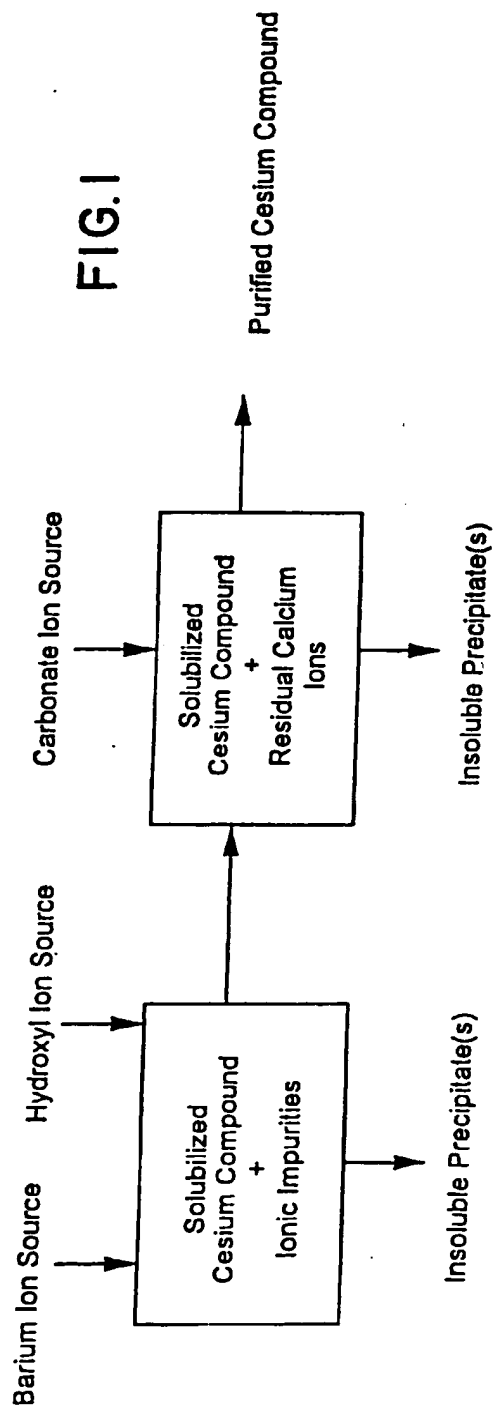 FIG. 1
Barium Ion Source
Hydroxyl Ion Source
Carbonate Ion Source
Solubilized
Cesium Compound
+
Ionic Impurities
Solubilized
Cesium Compound
+
Residual Calcium
Ions
Purified Cesium Compound
Insoluble Precipitate(s)
Insoluble Precipitate(s)